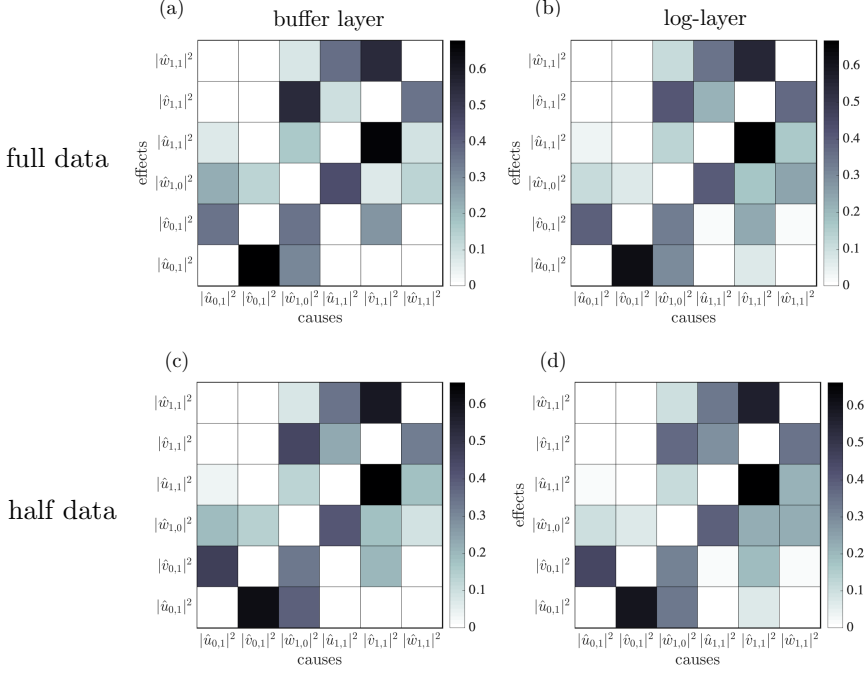 (a) buffer layer (b) log-layer
full data
effects
|ŵ₁,₁|²
|v̂₁,₁|²
|û₁,₁|²
|ŵ₁,₀|²
|v̂₀,₁|²
|û₀,₁|²
|û₀,₁|² |v̂₀,₁|² |ŵ₁,₀|² |û₁,₁|² |v̂₁,₁|² |ŵ₁,₁|²
causes
0.6
0.5
0.4
0.3
0.2
0.1
0
effects
|ŵ₁,₁|²
|v̂₁,₁|²
|û₁,₁|²
|ŵ₁,₀|²
|v̂₀,₁|²
|û₀,₁|²
|û₀,₁|² |v̂₀,₁|² |ŵ₁,₀|² |û₁,₁|² |v̂₁,₁|² |ŵ₁,₁|²
causes
0.6
0.5
0.4
0.3
0.2
0.1
0
(c) (d)
half data
|ŵ₁,₁|²
|v̂₁,₁|²
|û₁,₁|²
|ŵ₁,₀|²
|v̂₀,₁|²
|û₀,₁|²
|û₀,₁|² |v̂₀,₁|² |ŵ₁,₀|² |û₁,₁|² |v̂₁,₁|² |ŵ₁,₁|²
causes
0.6
0.5
0.4
0.3
0.2
0.1
0
effects
|ŵ₁,₁|²
|v̂₁,₁|²
|û₁,₁|²
|ŵ₁,₀|²
|v̂₀,₁|²
|û₀,₁|²
|û₀,₁|² |v̂₀,₁|² |ŵ₁,₀|² |û₁,₁|² |v̂₁,₁|² |ŵ₁,₁|²
causes
0.6
0.5
0.4
0.3
0.2
0.1
0